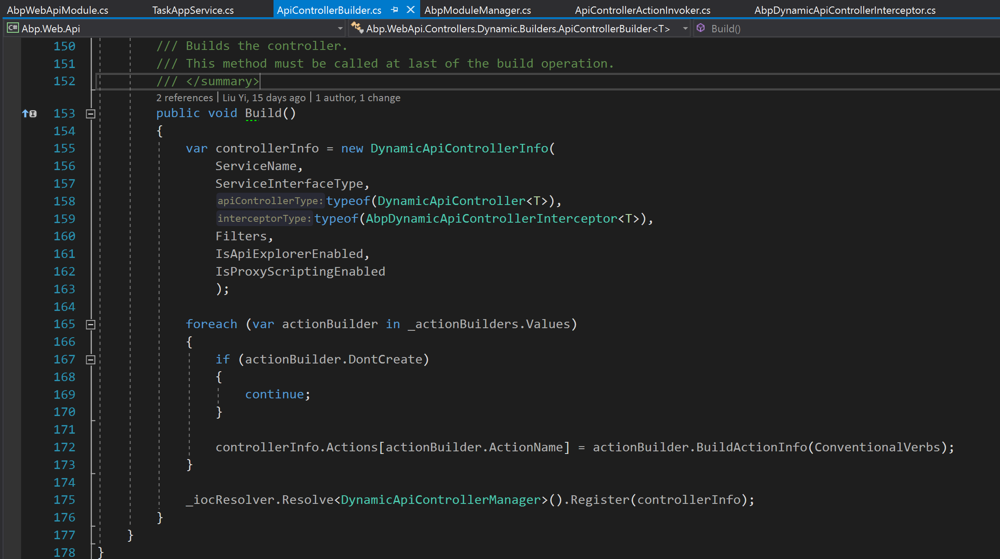 AbpWebApiModule.cs TaskAppService.cs ApiControllerBuilder.cs AbpModuleManager.cs ApiControllerActionInvoker.cs AbpDynamicApiControllerInterceptor.cs
C# Abp.Web.Api Abp.WebApi.Controllers.Dynamic.Builders.ApiControllerBuilder<T> Build()
150 /// Builds the controller.
151 /// This method must be called at last of the build operation.
152 /// </summary>
2 references | Liu Yi, 15 days ago | 1 author, 1 change
153 public void Build()
154 {
155 var controllerInfo = new DynamicApiControllerInfo(
156 ServiceName,
157 ServiceInterfaceType,
158 apiControllerType: typeof(DynamicApiController<T>),
159 interceptorType: typeof(AbpDynamicApiControllerInterceptor<T>),
160 Filters,
161 IsApiExplorerEnabled,
162 IsProxyScriptingEnabled
163 );
164
165 foreach (var actionBuilder in _actionBuilders.Values)
166 {
167 if (actionBuilder.DontCreate)
168 {
169 continue;
170 }
171
172 controllerInfo.Actions[actionBuilder.ActionName] = actionBuilder.BuildActionInfo(ConventionalVerbs);
173 }
174
175 _iocResolver.Resolve<DynamicApiControllerManager>().Register(controllerInfo);
176 }
177 }
178 }